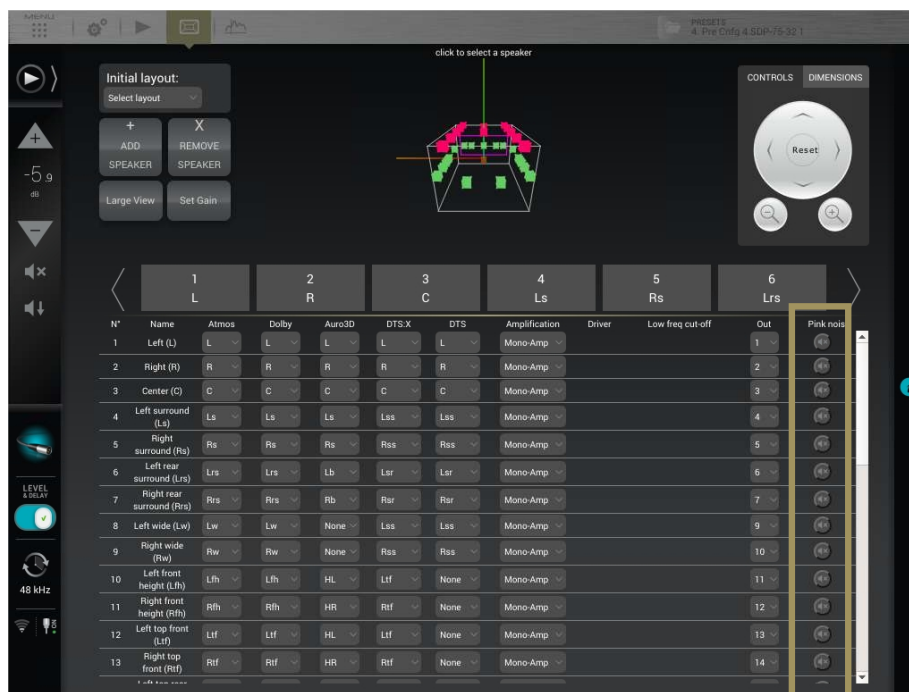 MENU
PRESETS
4. Pre Cnfg 4.SDP-75-32 1
click to select a speaker
Initial layout:
Select layout
+
ADD
SPEAKER
X
REMOVE
SPEAKER
Large View
Set Gain
CONTROLS DIMENSIONS
Reset
-5.9
dB
1
L
2
R
3
C
4
Ls
5
Rs
6
Lrs
N° Name Atmos Dolby Auro3D DTS:X DTS Amplification Driver Low freq cut-off Out Pink nois
1 Left (L) L L L L L Mono-Amp 1
2 Right (R) R R R R R Mono-Amp 2
3 Center (C) C C C C C Mono-Amp 3
4 Left surround (Ls) Ls Ls Ls Lss Lss Mono-Amp 4
5 Right surround (Rs) Rs Rs Rs Rss Rss Mono-Amp 5
6 Left rear surround (Lrs) Lrs Lrs Lb Lsr Lsr Mono-Amp 6
7 Right rear surround (Rrs) Rrs Rrs Rb Rsr Rsr Mono-Amp 7
8 Left wide (Lw) Lw Lw None Lss Lss Mono-Amp 9
9 Right wide (Rw) Rw Rw None Rss Rss Mono-Amp 10
10 Left front height (Lfh) Lfh Lfh HL Ltf None Mono-Amp 11
11 Right front height (Rfh) Rfh Rfh HR Rtf None Mono-Amp 12
12 Left top front (Ltf) Ltf Ltf HL Ltf None Mono-Amp 13
13 Right top front (Rtf) Rtf Rtf HR Rtf None Mono-Amp 14
LEVEL
& DELAY
48 kHz
ON